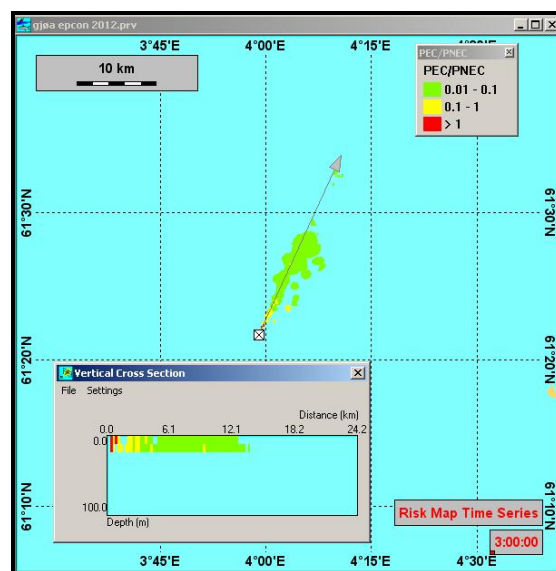 gjøa epcon 2012.prv
3°45'E 4°00'E 4°15'E
10 km
PEC/PNEC
PEC/PNEC
0.01 - 0.1
0.1 - 1
> 1
61°30'N 61°30'N
61°20'N 61°20'N
Vertical Cross Section
File Settings
Distance (km)
0.0 6.1 12.1 18.2 24.2
0.0
100.0
Depth (m)
61°10'N 61°10'N
Risk Map Time Series
3:00:00
3°45'E 4°00'E 4°15'E 4°30'E